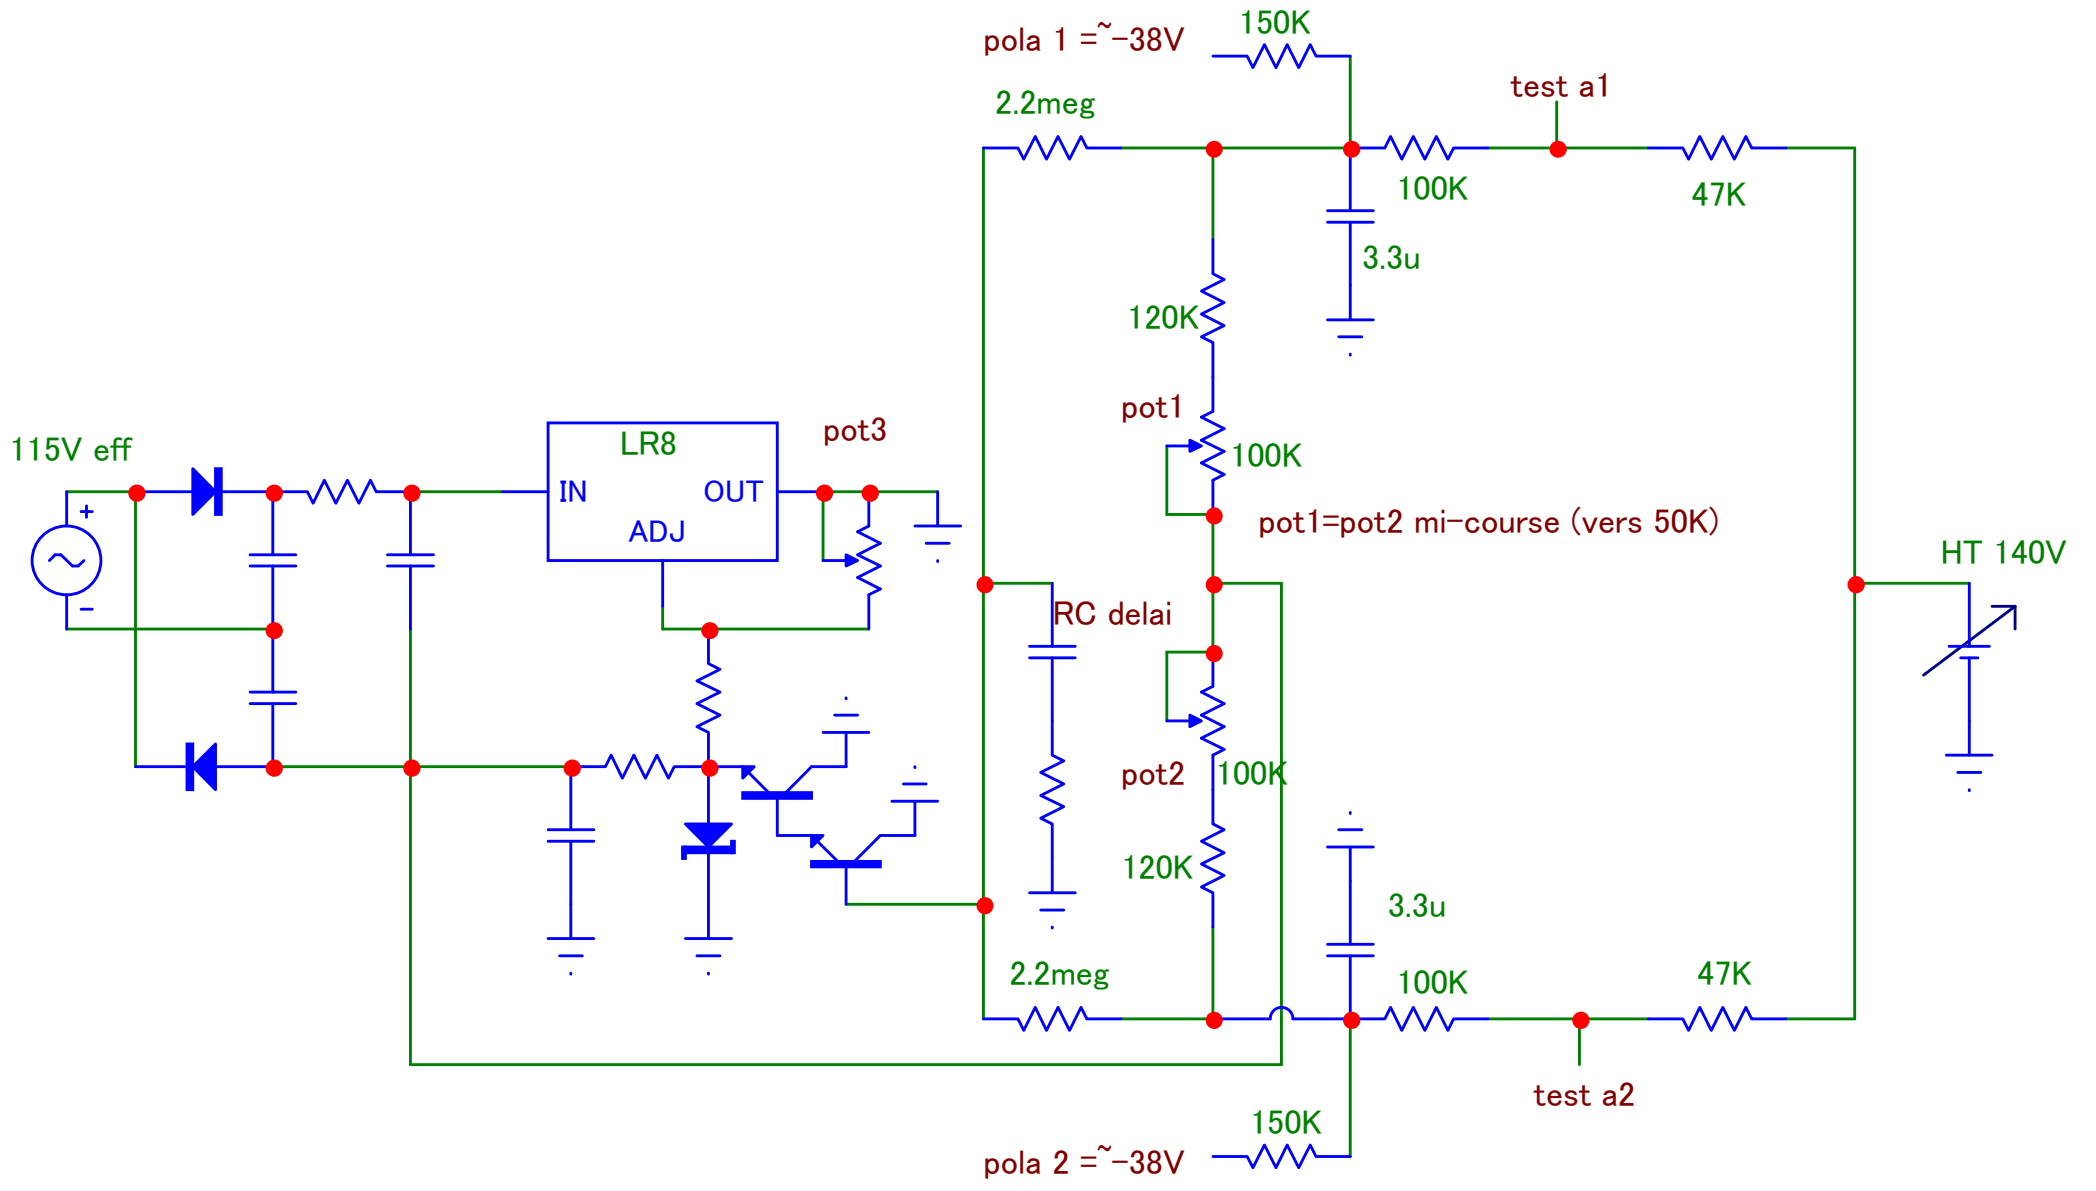 pola 1 =~-38V
150K
test a1
2.2meg
100K
47K
3.3u
120K
pot1
100K
pot3
115V eff
LR8
IN
OUT
ADJ
pot1=pot2 mi-course (vers 50K)
HT 140V
RC delai
pot2
100K
120K
3.3u
2.2meg
100K
47K
test a2
150K
pola 2 =~-38V